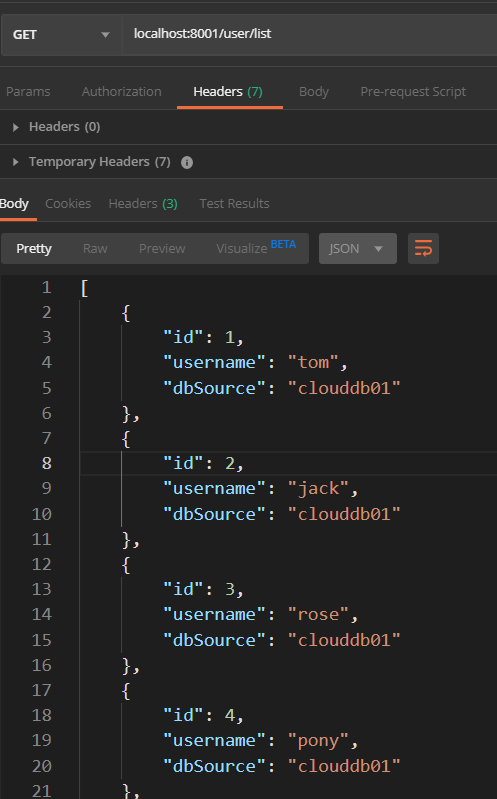 GET localhost:8001/user/list
Params Authorization Headers (7) Body Pre-request Script
Headers (0)
Temporary Headers (7)
Body Cookies Headers (3) Test Results
Pretty Raw Preview Visualize BETA JSON
1 [
2 {
3 "id": 1,
4 "username": "tom",
5 "dbSource": "clouddb01"
6 },
7 {
8 "id": 2,
9 "username": "jack",
10 "dbSource": "clouddb01"
11 },
12 {
13 "id": 3,
14 "username": "rose",
15 "dbSource": "clouddb01"
16 },
17 {
18 "id": 4,
19 "username": "pony",
20 "dbSource": "clouddb01"
21 },